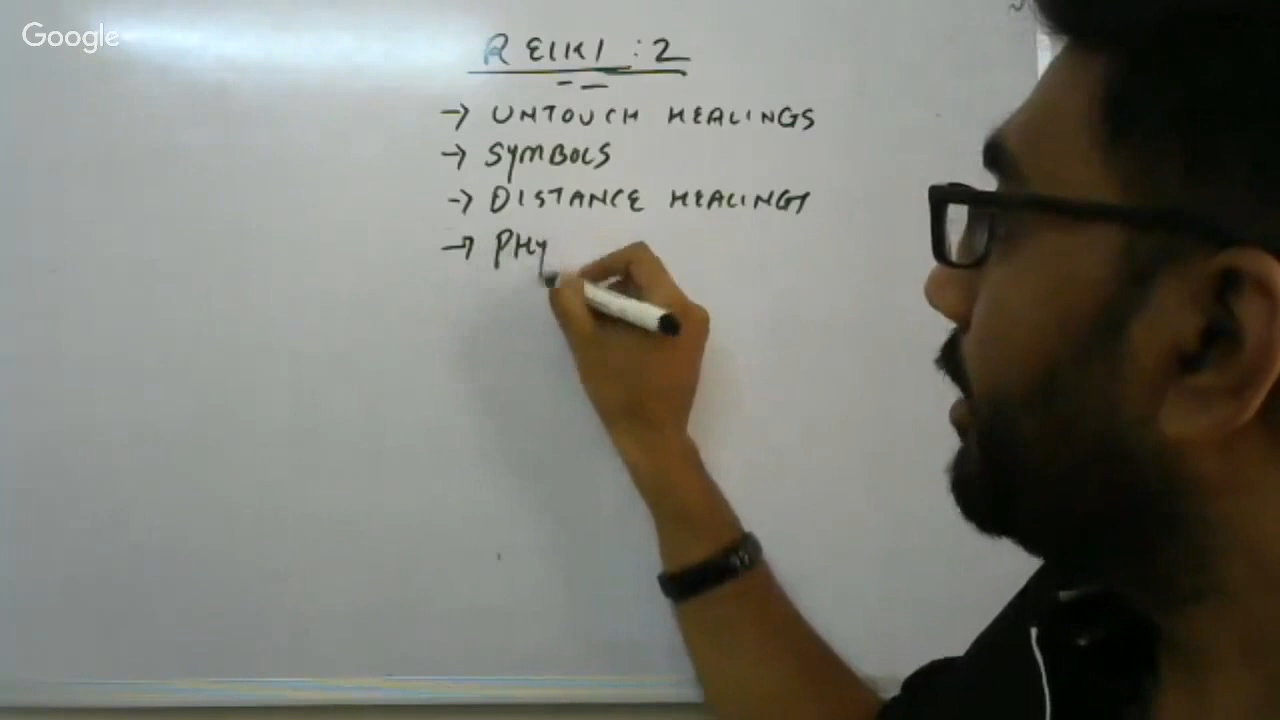 Google
REIKI : 2
→ UNTOUCH HEALINGS
→ SYMBOLS
→ DISTANCE HEALINGS
→ PHY